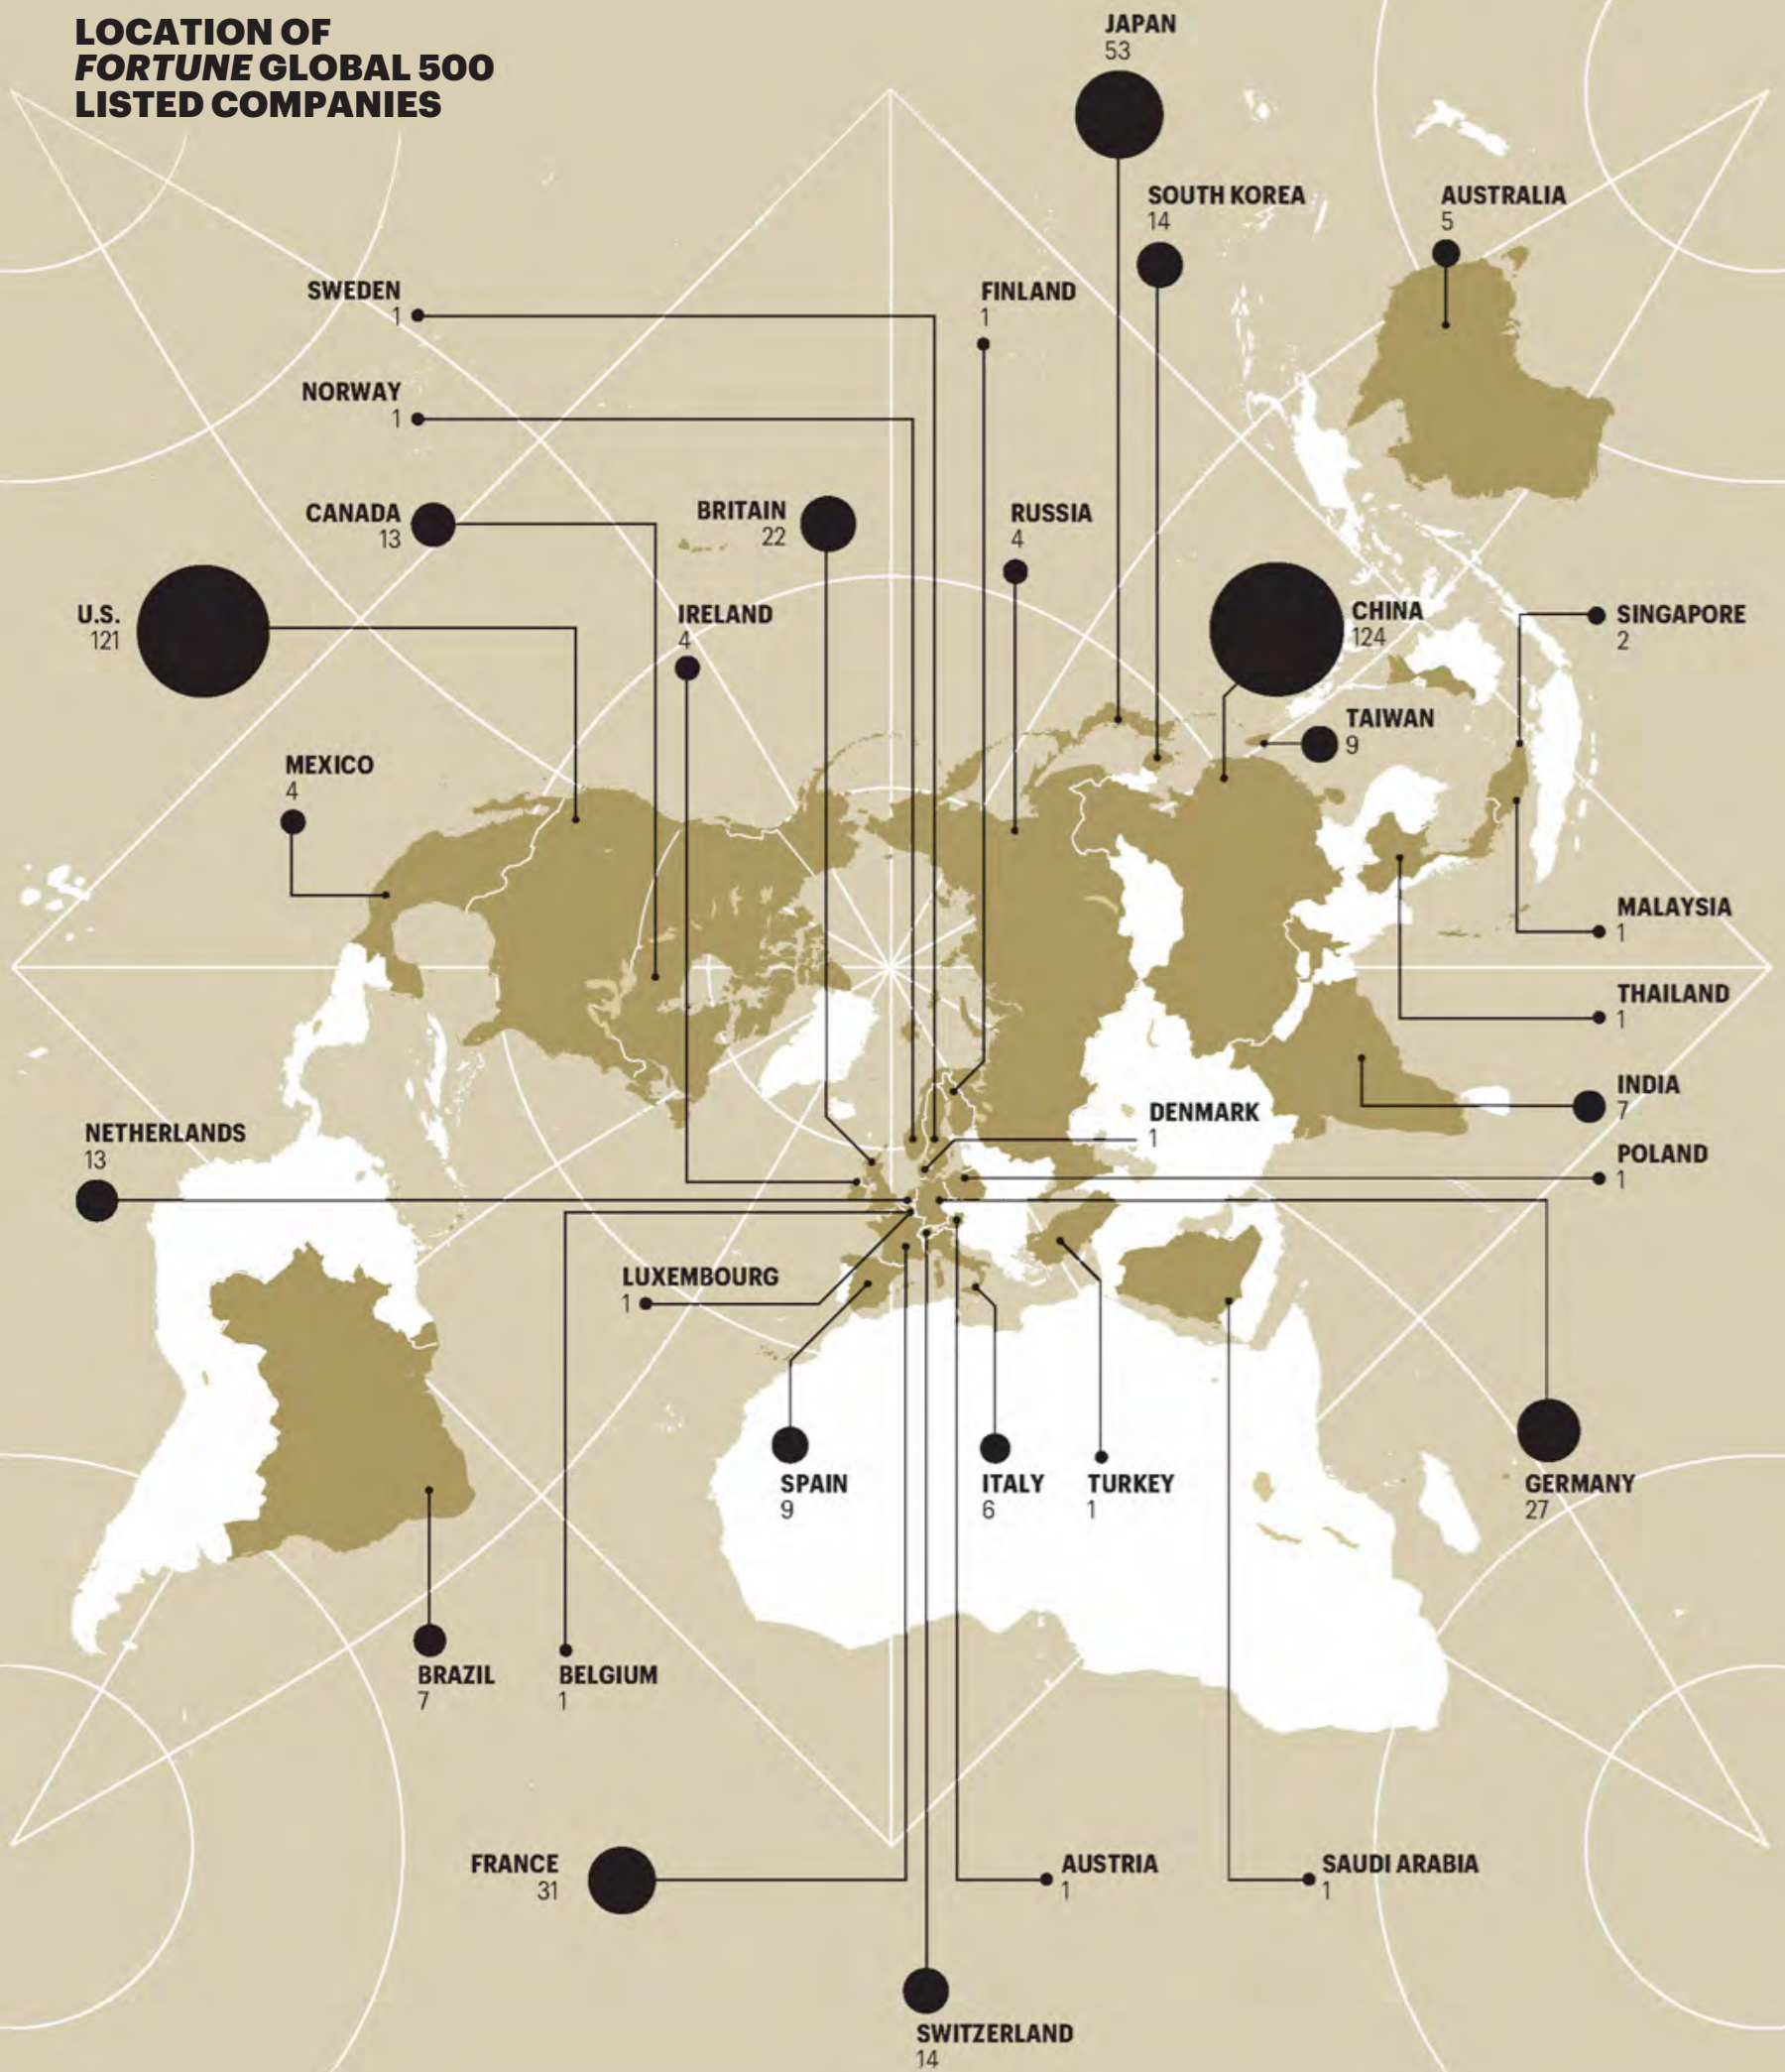 LOCATION OF
FORTUNE GLOBAL 500
LISTED COMPANIES
JAPAN
53
SOUTH KOREA
14
AUSTRALIA
5
SWEDEN
1
FINLAND
1
NORWAY
1
CANADA
13
BRITAIN
22
RUSSIA
4
U.S.
121
IRELAND
4
CHINA
124
SINGAPORE
2
TAIWAN
9
MEXICO
4
MALAYSIA
1
THAILAND
1
INDIA
7
DENMARK
1
NETHERLANDS
13
POLAND
1
LUXEMBOURG
1
SPAIN
9
ITALY
6
TURKEY
1
GERMANY
27
BRAZIL
7
BELGIUM
1
FRANCE
31
AUSTRIA
1
SAUDI ARABIA
1
SWITZERLAND
14